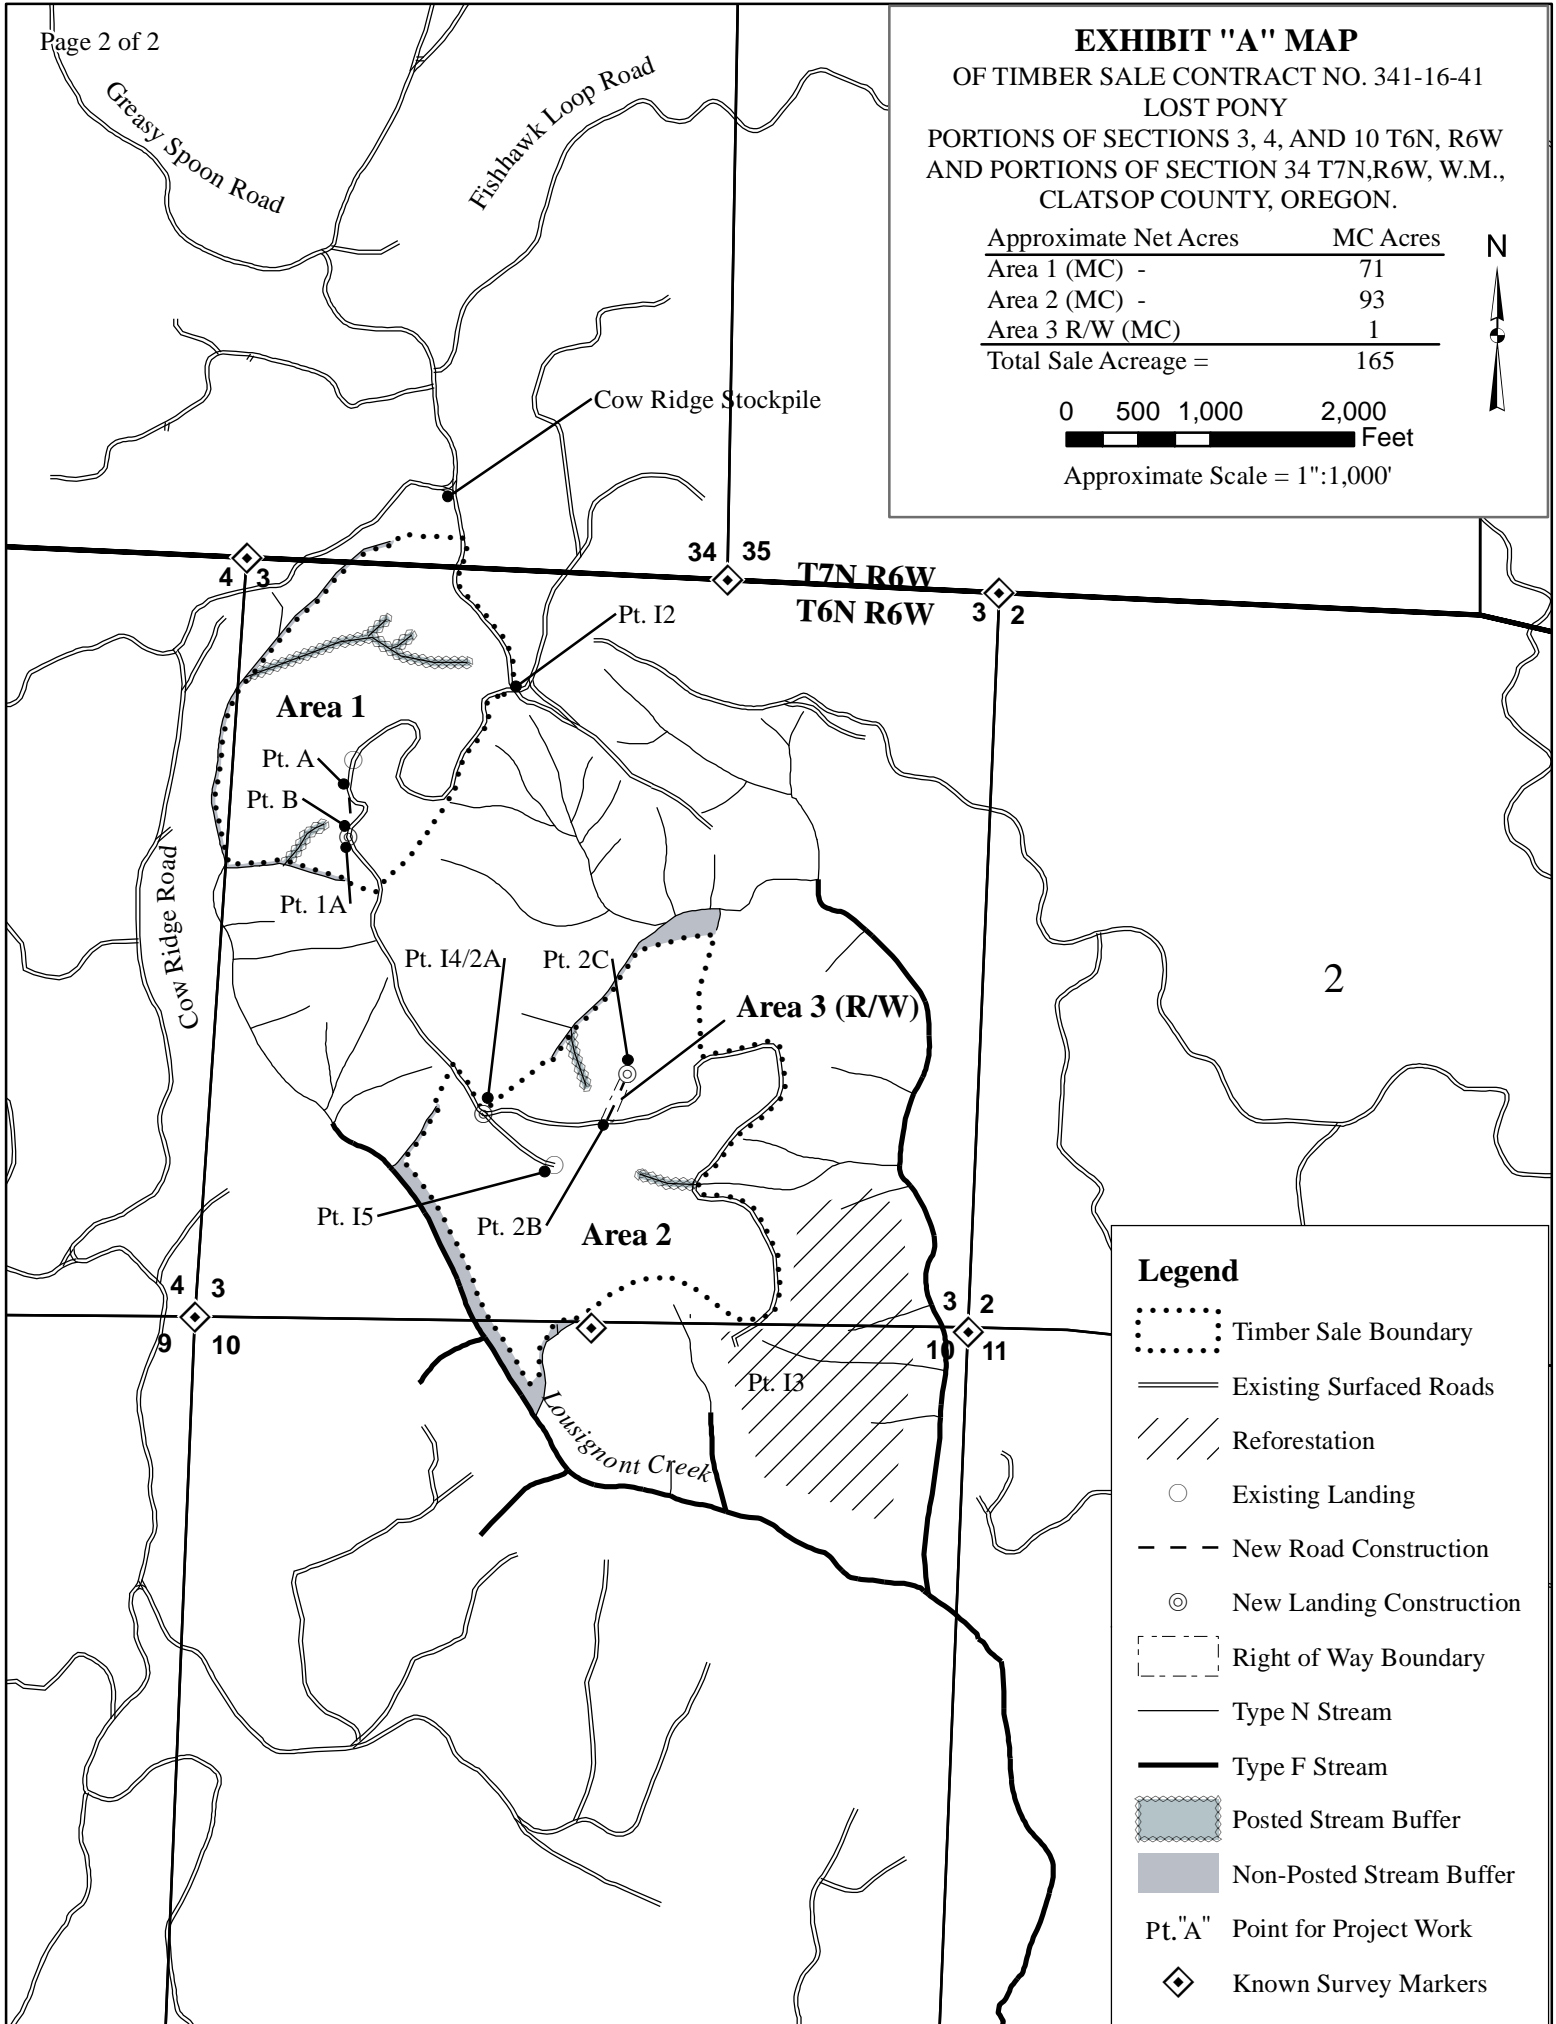 Page 2 of 2
EXHIBIT "A" MAP
OF TIMBER SALE CONTRACT NO. 341-16-41
LOST PONY
PORTIONS OF SECTIONS 3, 4, AND 10 T6N, R6W
AND PORTIONS OF SECTION 34 T7N,R6W, W.M.,
CLATSOP COUNTY, OREGON.
Approximate Net Acres MC Acres
Area 1 (MC) - 71
Area 2 (MC) - 93
Area 3 R/W (MC) 1
Total Sale Acreage = 165
N
0 500 1,000 2,000
Feet
Approximate Scale = 1":1,000'
Greasy Spoon Road
Fishhawk Loop Road
Cow Ridge Stockpile
34 35
4 3
T7N R6W
T6N R6W
3 2
Pt. I2
Area 1
Pt. A
Pt. B
Pt. 1A
Cow Ridge Road
Pt. I4/2A
Pt. 2C
2
Area 3 (R/W)
Pt. I5
Pt. 2B
Area 2
4 3
9 10
3 2
10 11
Pt. I3
Lousignont Creek
Legend
Timber Sale Boundary
Existing Surfaced Roads
Reforestation
Existing Landing
New Road Construction
New Landing Construction
Right of Way Boundary
Type N Stream
Type F Stream
Posted Stream Buffer
Non-Posted Stream Buffer
Pt."A" Point for Project Work
Known Survey Markers